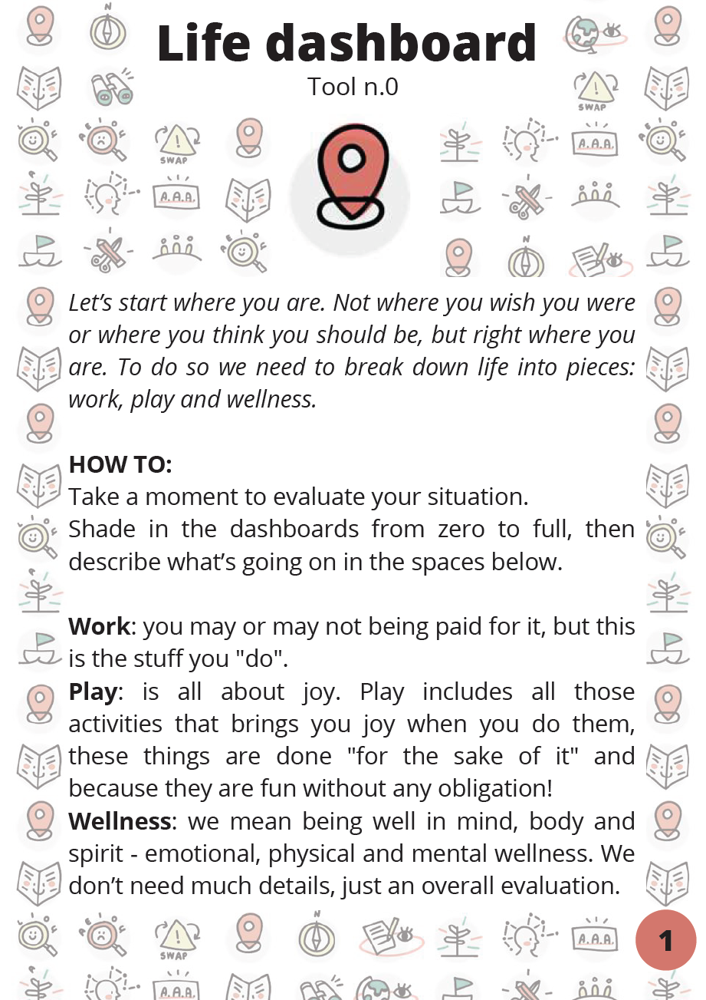 N
Life dashboard
Tool n.0
SWAP
SWAP
A.A.A.
A.A.A.
N
Let’s start where you are. Not where you wish you were
or where you think you should be, but right where you
are. To do so we need to break down life into pieces:
work, play and wellness.
HOW TO:
Take a moment to evaluate your situation.
Shade in the dashboards from zero to full, then
describe what’s going on in the spaces below.
Work: you may or may not being paid for it, but this
is the stuff you "do".
Play: is all about joy. Play includes all those
activities that brings you joy when you do them,
these things are done "for the sake of it" and
because they are fun without any obligation!
Wellness: we mean being well in mind, body and
spirit - emotional, physical and mental wellness. We
don’t need much details, just an overall evaluation.
N
SWAP
A.A.A.
1
A.A.A.